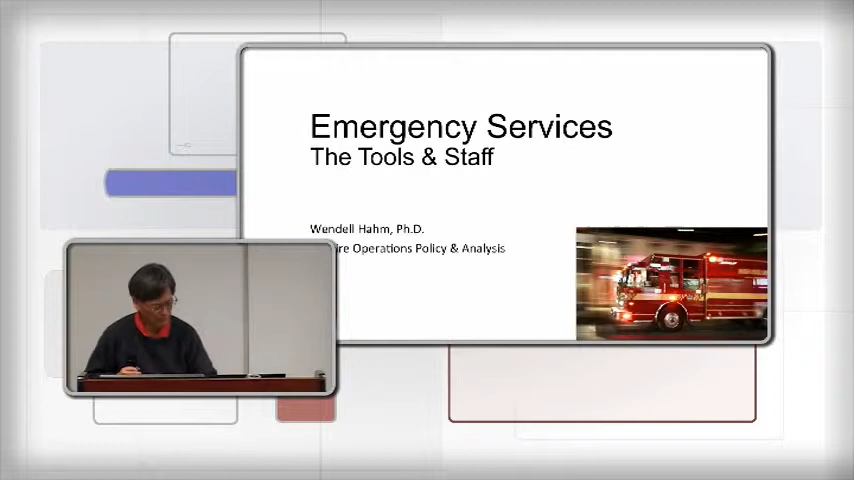 Emergency Services
The Tools & Staff
Wendell Hahm, Ph.D.
Operations Policy & Analysis